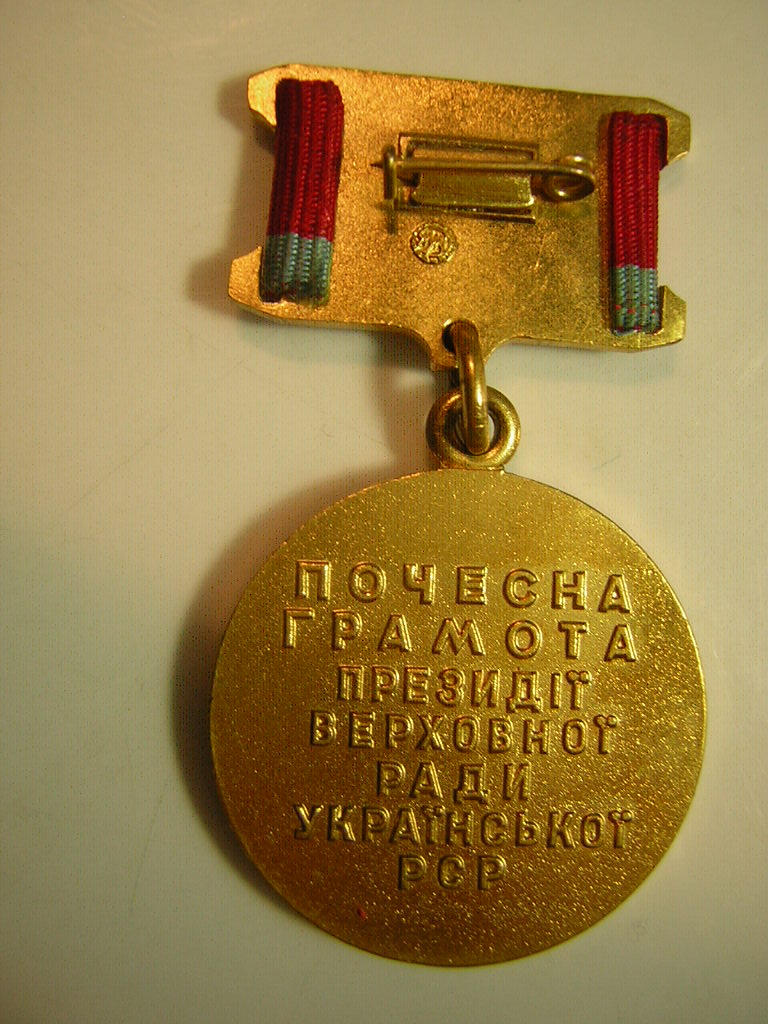 ПОЧЕСНА
ГРАМОТА
ПРЕЗИДІЇ
ВЕРХОВНОЇ
РАДИ
УКРАЇНСЬКОЇ
РСР